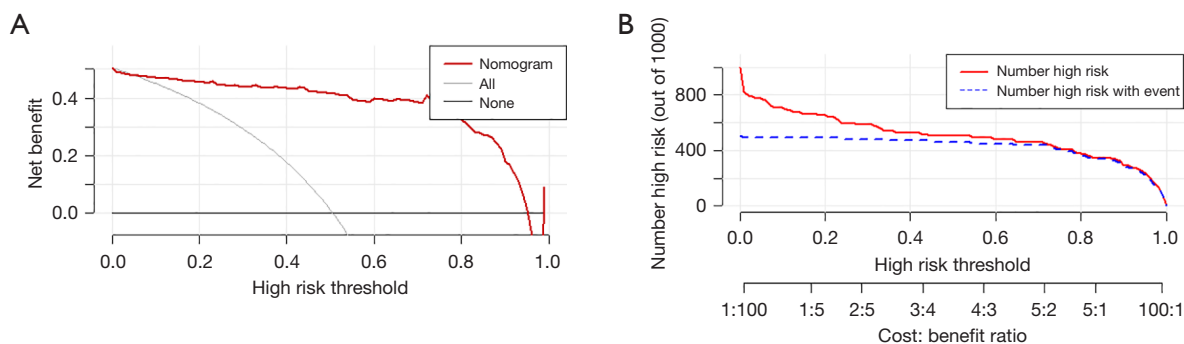 A
Net benefit
0.4
0.2
0.0
Nomogram
All
None
0.0 0.2 0.4 0.6 0.8 1.0
High risk threshold
B
Number high risk (out of 1000)
800
400
0
Number high risk
Number high risk with event
0.0 0.2 0.4 0.6 0.8 1.0
High risk threshold
1:100 1:5 2:5 3:4 4:3 5:2 5:1 100:1
Cost: benefit ratio